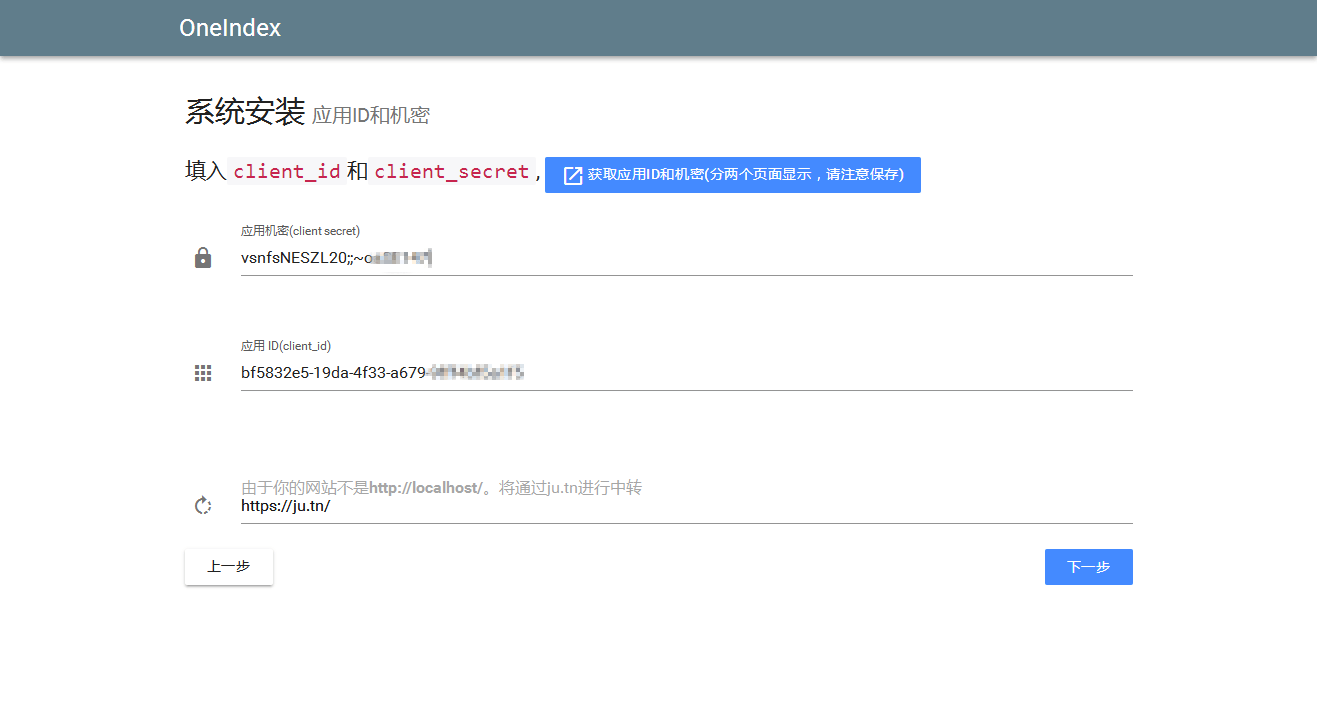 OneIndex
系统安装 应用ID和机密
填入 client_id 和 client_secret , 获取应用ID和机密(分两个页面显示，请注意保存)
应用机密(client secret)
vsnfsNESZL20;;~o
应用 ID(client_id)
bf5832e5-19da-4f33-a679-
由于你的网站不是http://localhost/。将通过ju.tn进行中转
https://ju.tn/
上一步 下一步